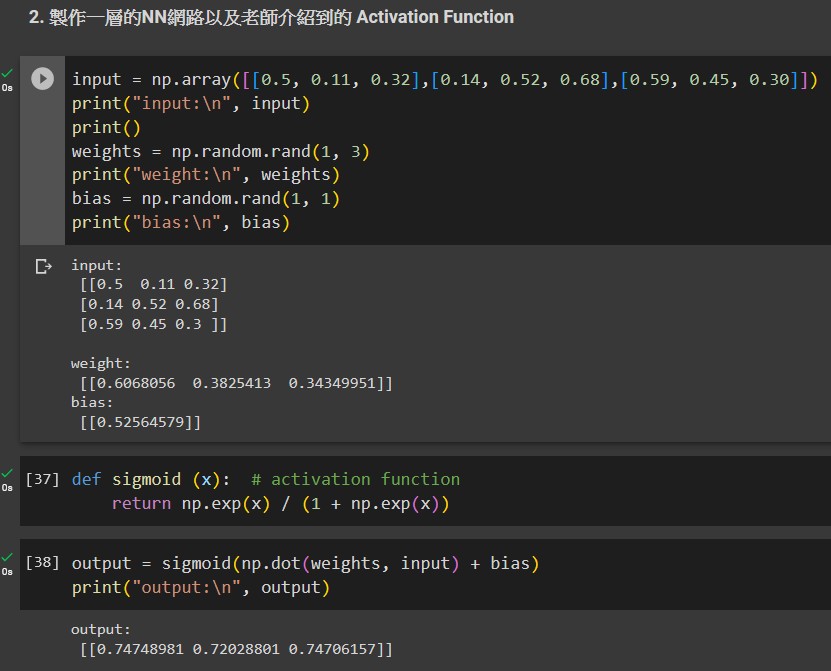 2. 製作一層的NN網路以及老師介紹到的 Activation Function
0s
input = np.array([[0.5, 0.11, 0.32],[0.14, 0.52, 0.68],[0.59, 0.45, 0.30]])
print("input:\n", input)
print()
weights = np.random.rand(1, 3)
print("weight:\n", weights)
bias = np.random.rand(1, 1)
print("bias:\n", bias)
input:
[[0.5  0.11 0.32]
[0.14 0.52 0.68]
[0.59 0.45 0.3 ]]
weight:
[[0.6068056  0.3825413  0.34349951]]
bias:
[[0.52564579]]
0s
[37] def sigmoid (x):  # activation function
return np.exp(x) / (1 + np.exp(x))
0s
[38] output = sigmoid(np.dot(weights, input) + bias)
print("output:\n", output)
output:
[[0.74748981 0.72028801 0.74706157]]